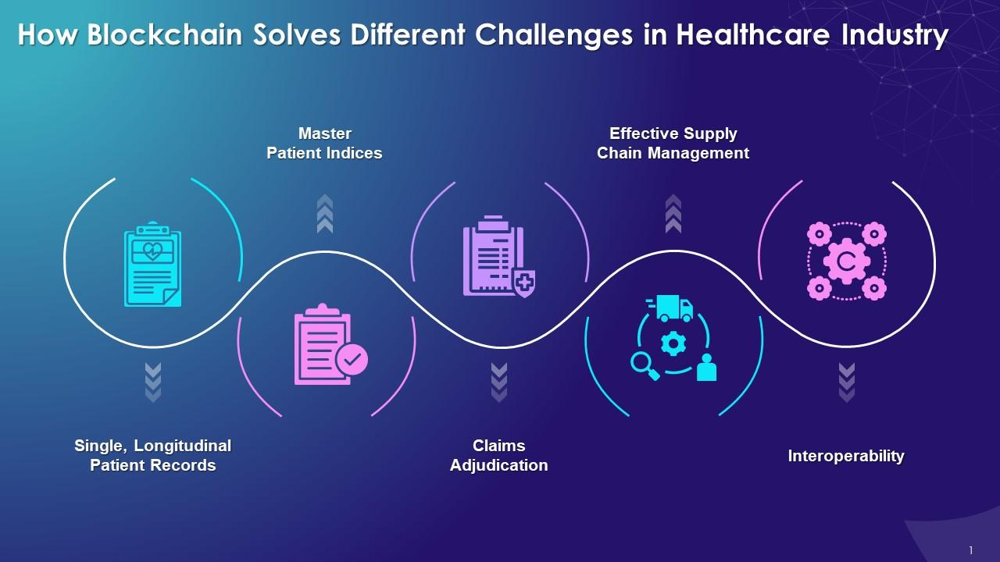 How Blockchain Solves Different Challenges in Healthcare Industry
Master
Patient Indices
Effective Supply
Chain Management
Single, Longitudinal
Patient Records
Claims
Adjudication
Interoperability
1